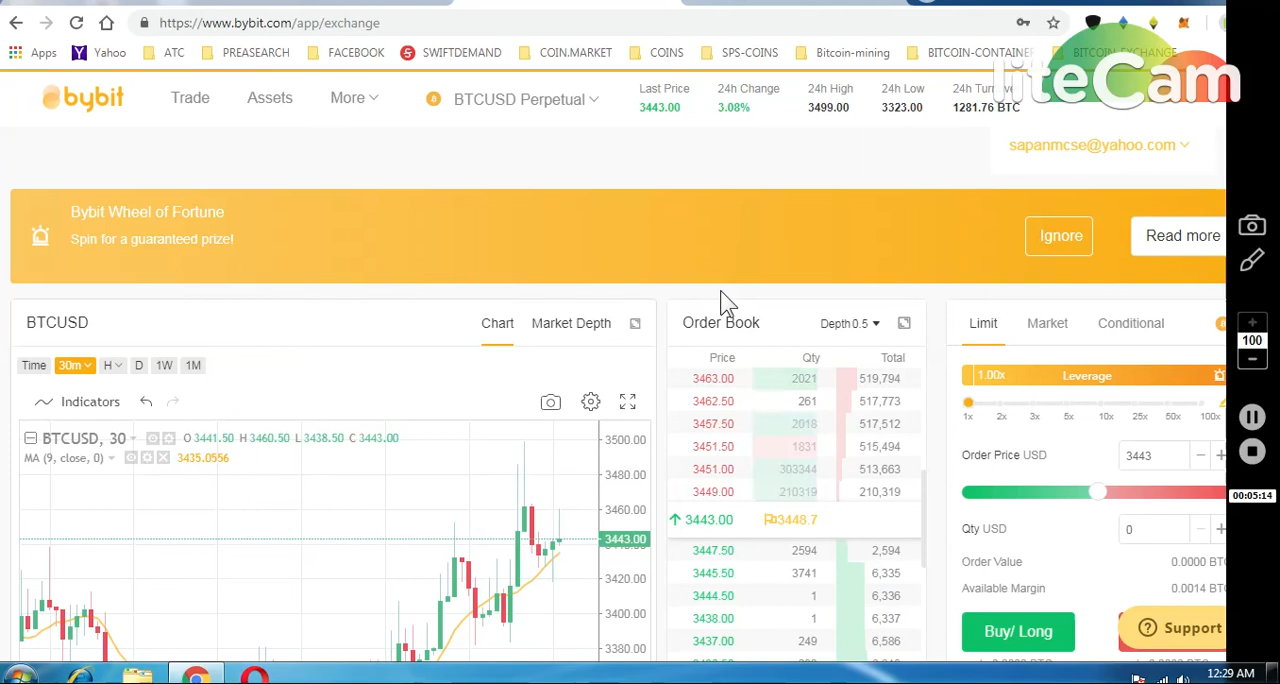 https://www.bybit.com/app/exchange
Apps Yahoo ATC PREASEARCH FACEBOOK SWIFTDEMAND COIN.MARKET COINS SPS-COINS Bitcoin-mining BITCOIN-CONTAINER BITCOIN-EXCHANGE
liteCam
bybit Trade Assets More BTCUSD Perpetual
Last Price 24h Change 24h High 24h Low 24h
3443.00 3.08% 3499.00 3323.00 1281.76 BTC
sapanmcse@yahoo.com
Bybit Wheel of Fortune
Spin for a guaranteed prize!
Ignore Read more
BTCUSD Chart Market Depth
Time 30m H D 1W 1M
Indicators
BTCUSD, 30 O 3441.50 H 3460.50 L 3438.50 C 3443.00
MA (9, close, 0) 3435.0556
3500.00
3480.00
3460.00
3443.00
3420.00
3400.00
3380.00
Order Book Depth0.5
Price Qty Total
3463.00 2021 519,794
3462.50 261 517,773
3457.50 2018 517,512
3451.50 1831 515,494
3451.00 303344 513,663
3449.00 210319 210,319
3443.00 3448.7
3447.50 2594 2,594
3445.50 3741 6,335
3444.50 1 6,336
3438.00 1 6,337
3437.00 249 6,586
Limit Market Conditional
1.00x Leverage
1x 2x 3x 5x 10x 25x 50x 100x
Order Price USD 3443 − +
Qty USD 0 − +
Order Value 0.0000 BT
Available Margin 0.0014 BT
Buy/ Long
Support
100
00:05:14
12:29 AM